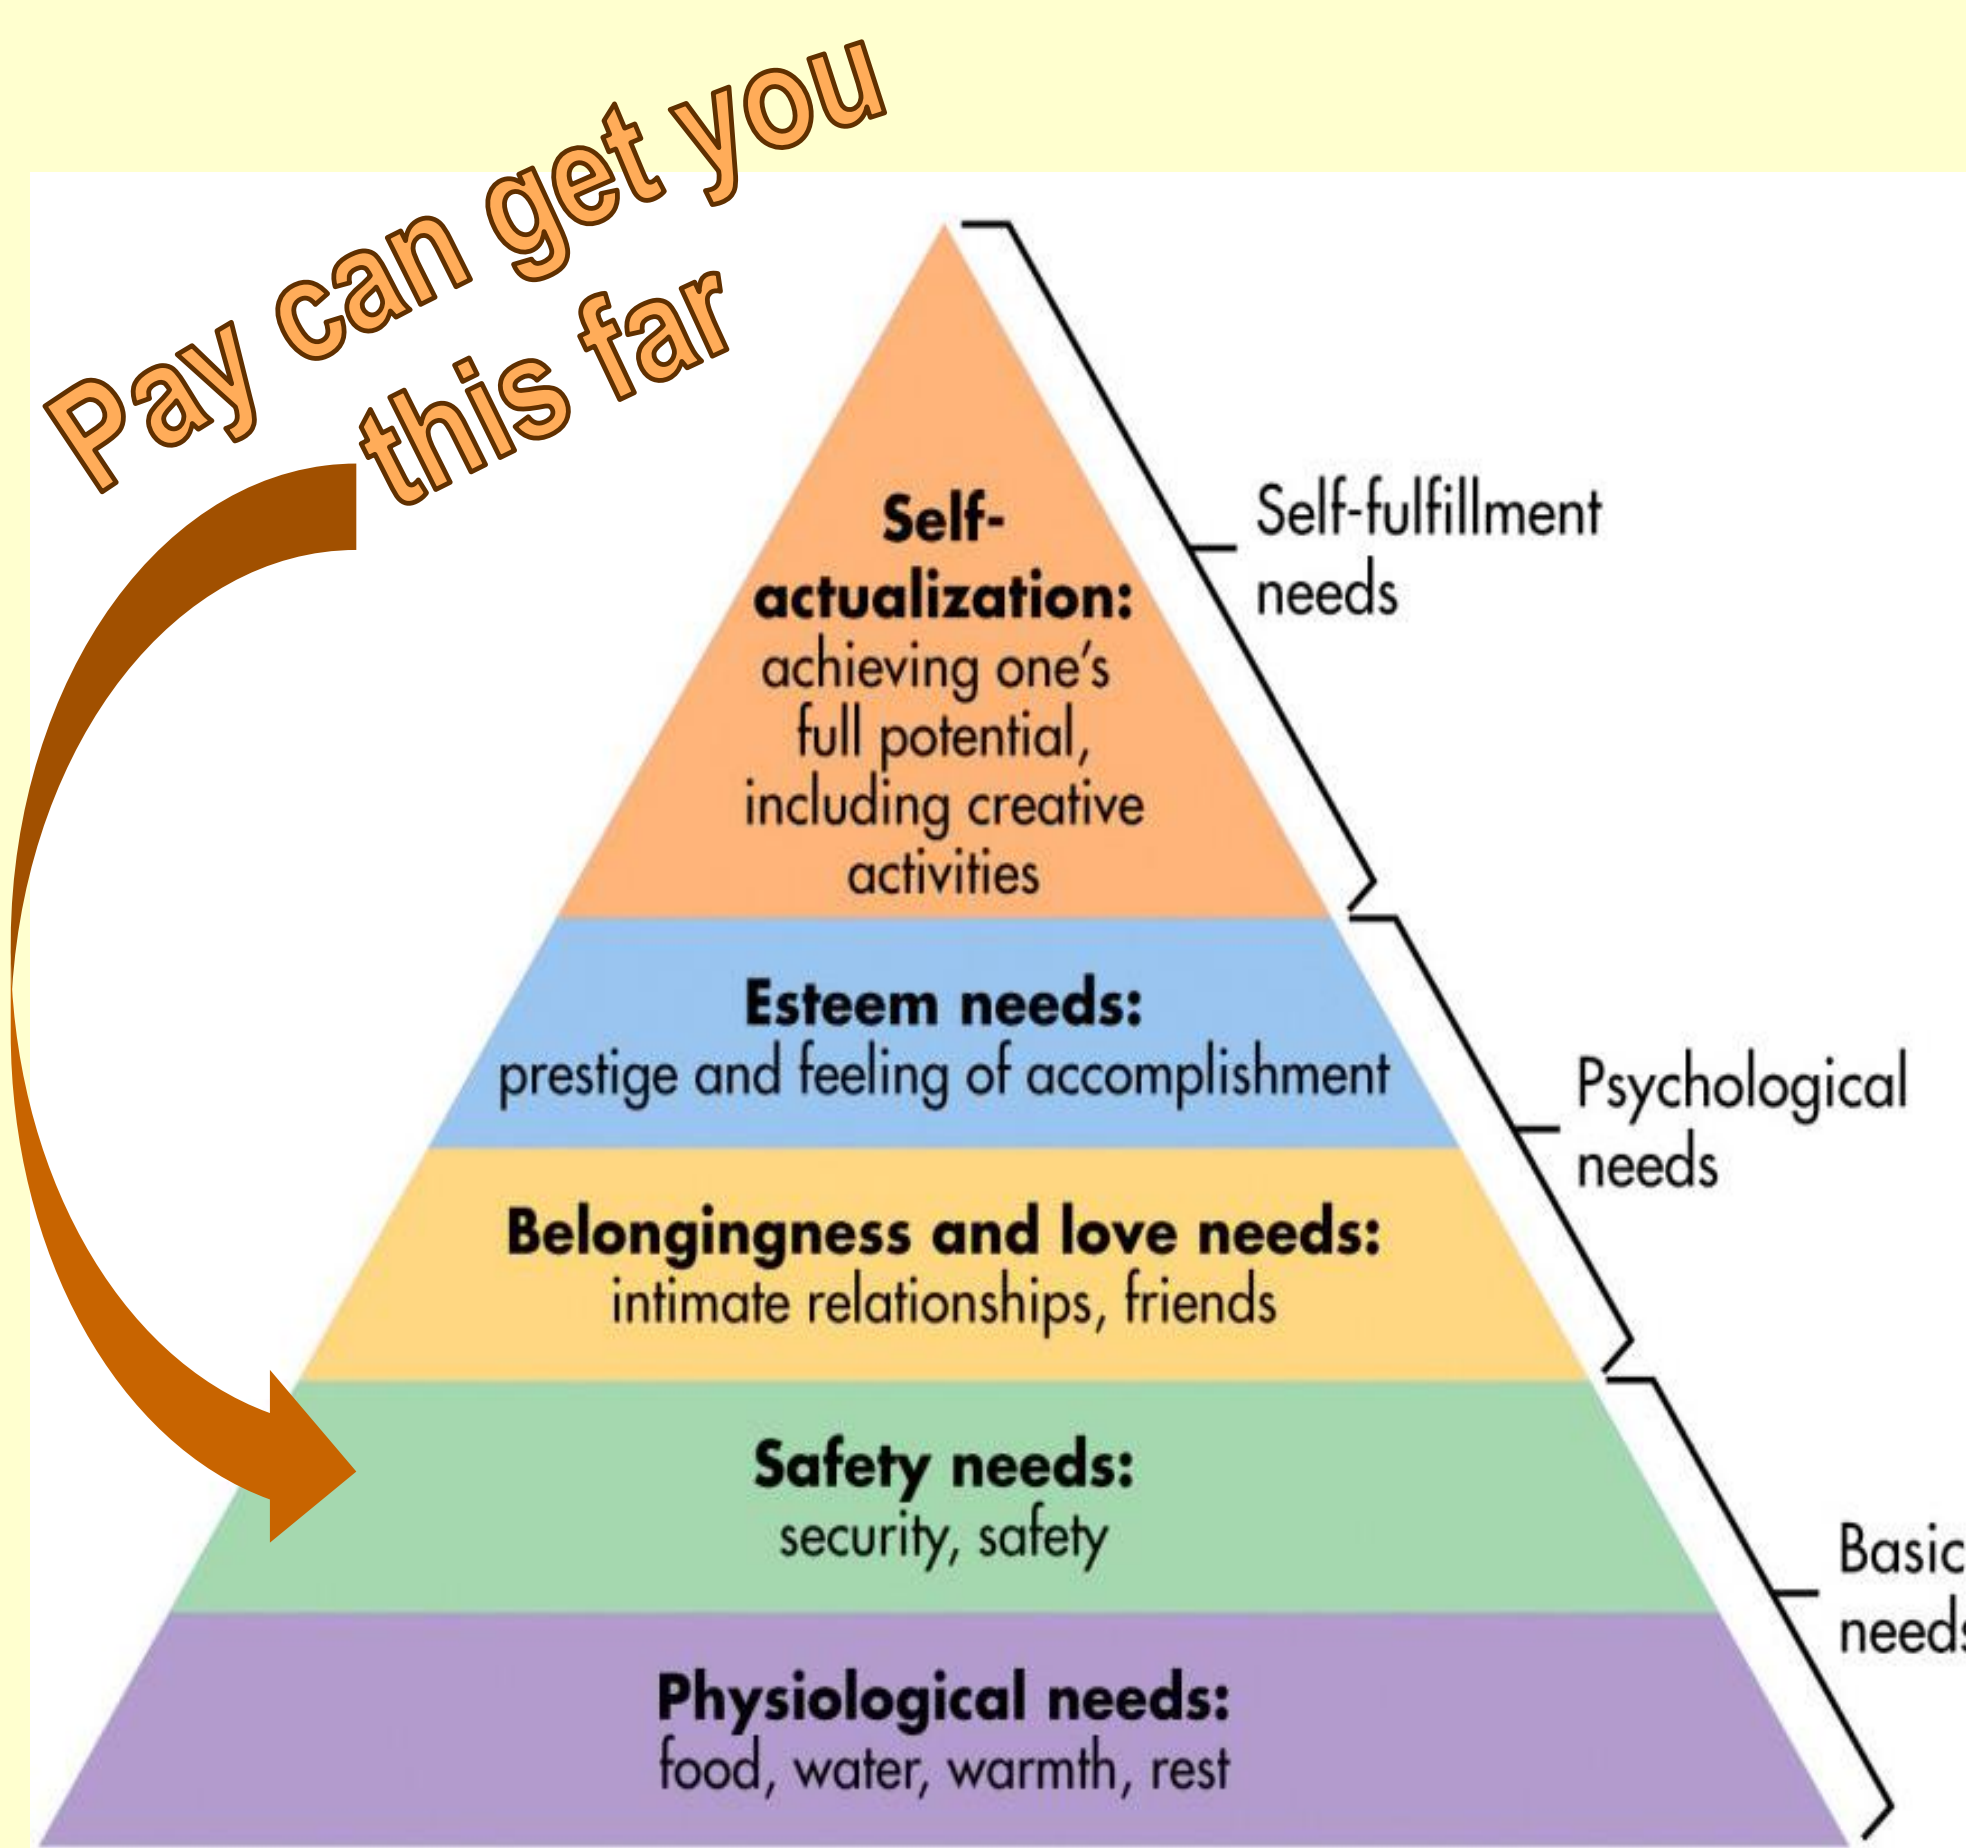 Pay can get you
this far
Self-
actualization:
achieving one's
full potential,
including creative
activities
Self-fulfillment
needs
Esteem needs:
prestige and feeling of accomplishment
Psychological
needs
Belongingness and love needs:
intimate relationships, friends
Safety needs:
security, safety
Basic
needs
Physiological needs:
food, water, warmth, rest